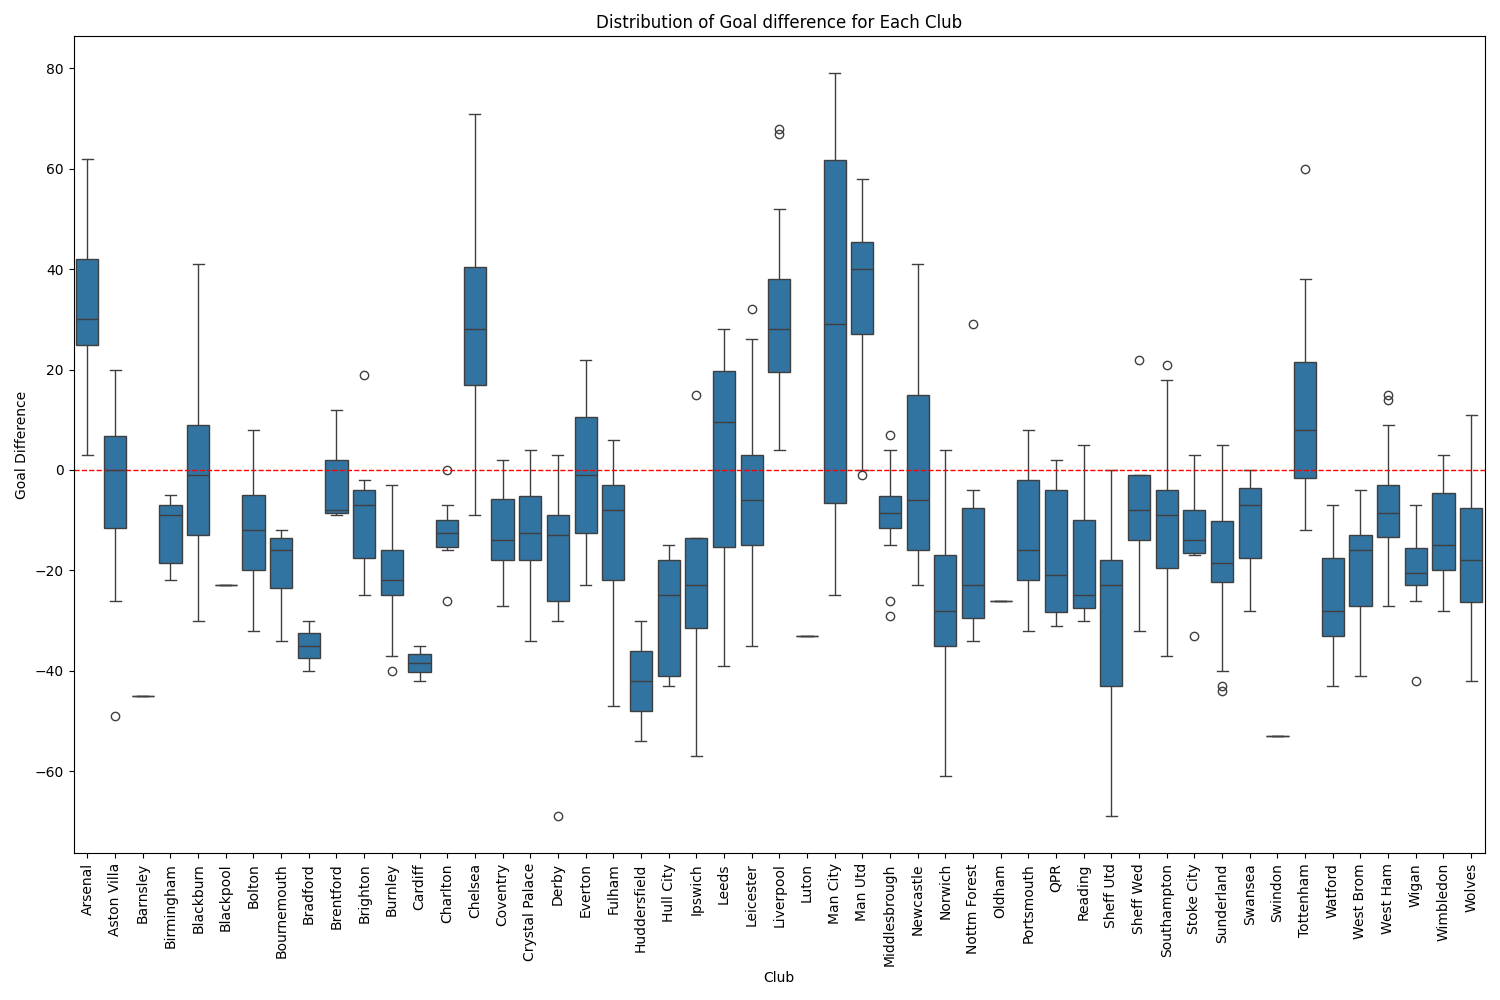 Distribution of Goal difference for Each Club
Goal Difference
80
60
40
20
0
−20
−40
−60
Arsenal
Aston Villa
Barnsley
Birmingham
Blackburn
Blackpool
Bolton
Bournemouth
Bradford
Brentford
Brighton
Burnley
Cardiff
Charlton
Chelsea
Coventry
Crystal Palace
Derby
Everton
Fulham
Huddersfield
Hull City
Ipswich
Leeds
Leicester
Liverpool
Luton
Man City
Man Utd
Middlesbrough
Newcastle
Norwich
Nottm Forest
Oldham
Portsmouth
QPR
Reading
Sheff Utd
Sheff Wed
Southampton
Stoke City
Sunderland
Swansea
Swindon
Tottenham
Watford
West Brom
West Ham
Wigan
Wimbledon
Wolves
Club